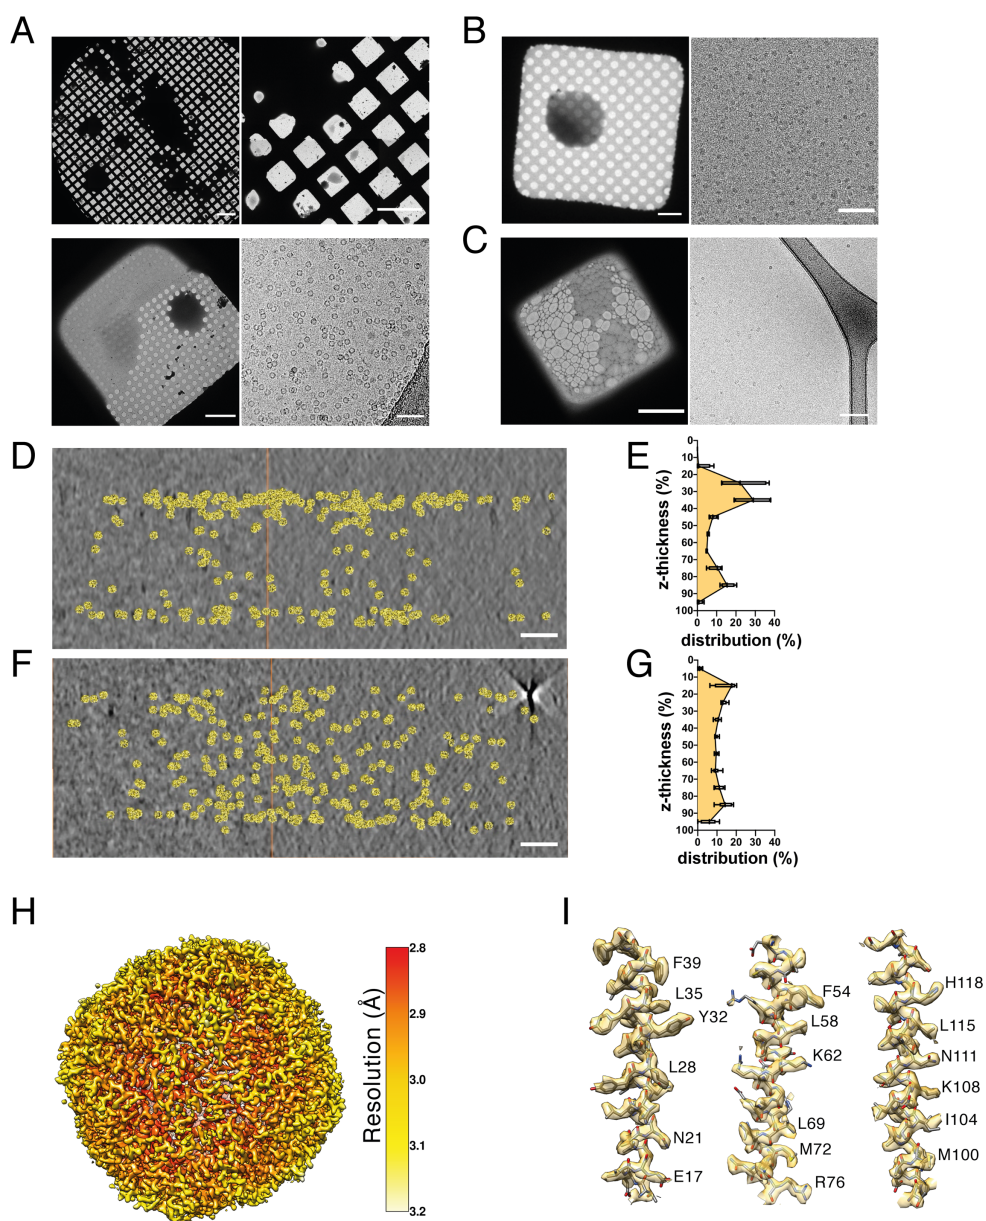 A
B
C
D
E
0
10
20
30
40
50
60
70
80
90
100
z-thickness (%)
0 10 20 30 40
distribution (%)
F
G
0
10
20
30
40
50
60
70
80
90
100
z-thickness (%)
0 10 20 30 40
distribution (%)
H
2.8
2.9
3.0
3.1
3.2
Resolution (Å)
I
F39
L35
Y32
L28
N21
E17
F54
L58
K62
L69
M72
R76
H118
L115
N111
K108
I104
M100